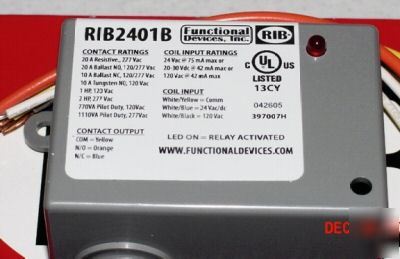 RIB2401B
Functional
Devices, Inc.
RIB
CONTACT RATINGS
20 A Resistive, 277 Vac
20 A Ballast NO, 120/277 Vac
10 A Ballast NC, 120/277 Vac
10 A Tungsten NO, 120 Vac
1 HP, 123 Vac
2 HP, 277 Vac
770VA Pilot Duty, 120Vac
1110VA Pilot Duty, 277Vac
CONTACT OUTPUT
COM = Yellow
N/O = Orange
N/C = Blue
COIL INPUT RATINGS
24 Vac @ 75 mA max or
20-30 Vdc @ 42 mA max or
120 Vac @ 42 mA max
COIL INPUT
White/Yellow = Comm
White/Blue = 24 Vac/dc
White/Black = 120 Vac
C UL US
LISTED
13CY
042605
397007H
LED ON = RELAY ACTIVATED
WWW.FUNCTIONALDEVICES.COM
DEC